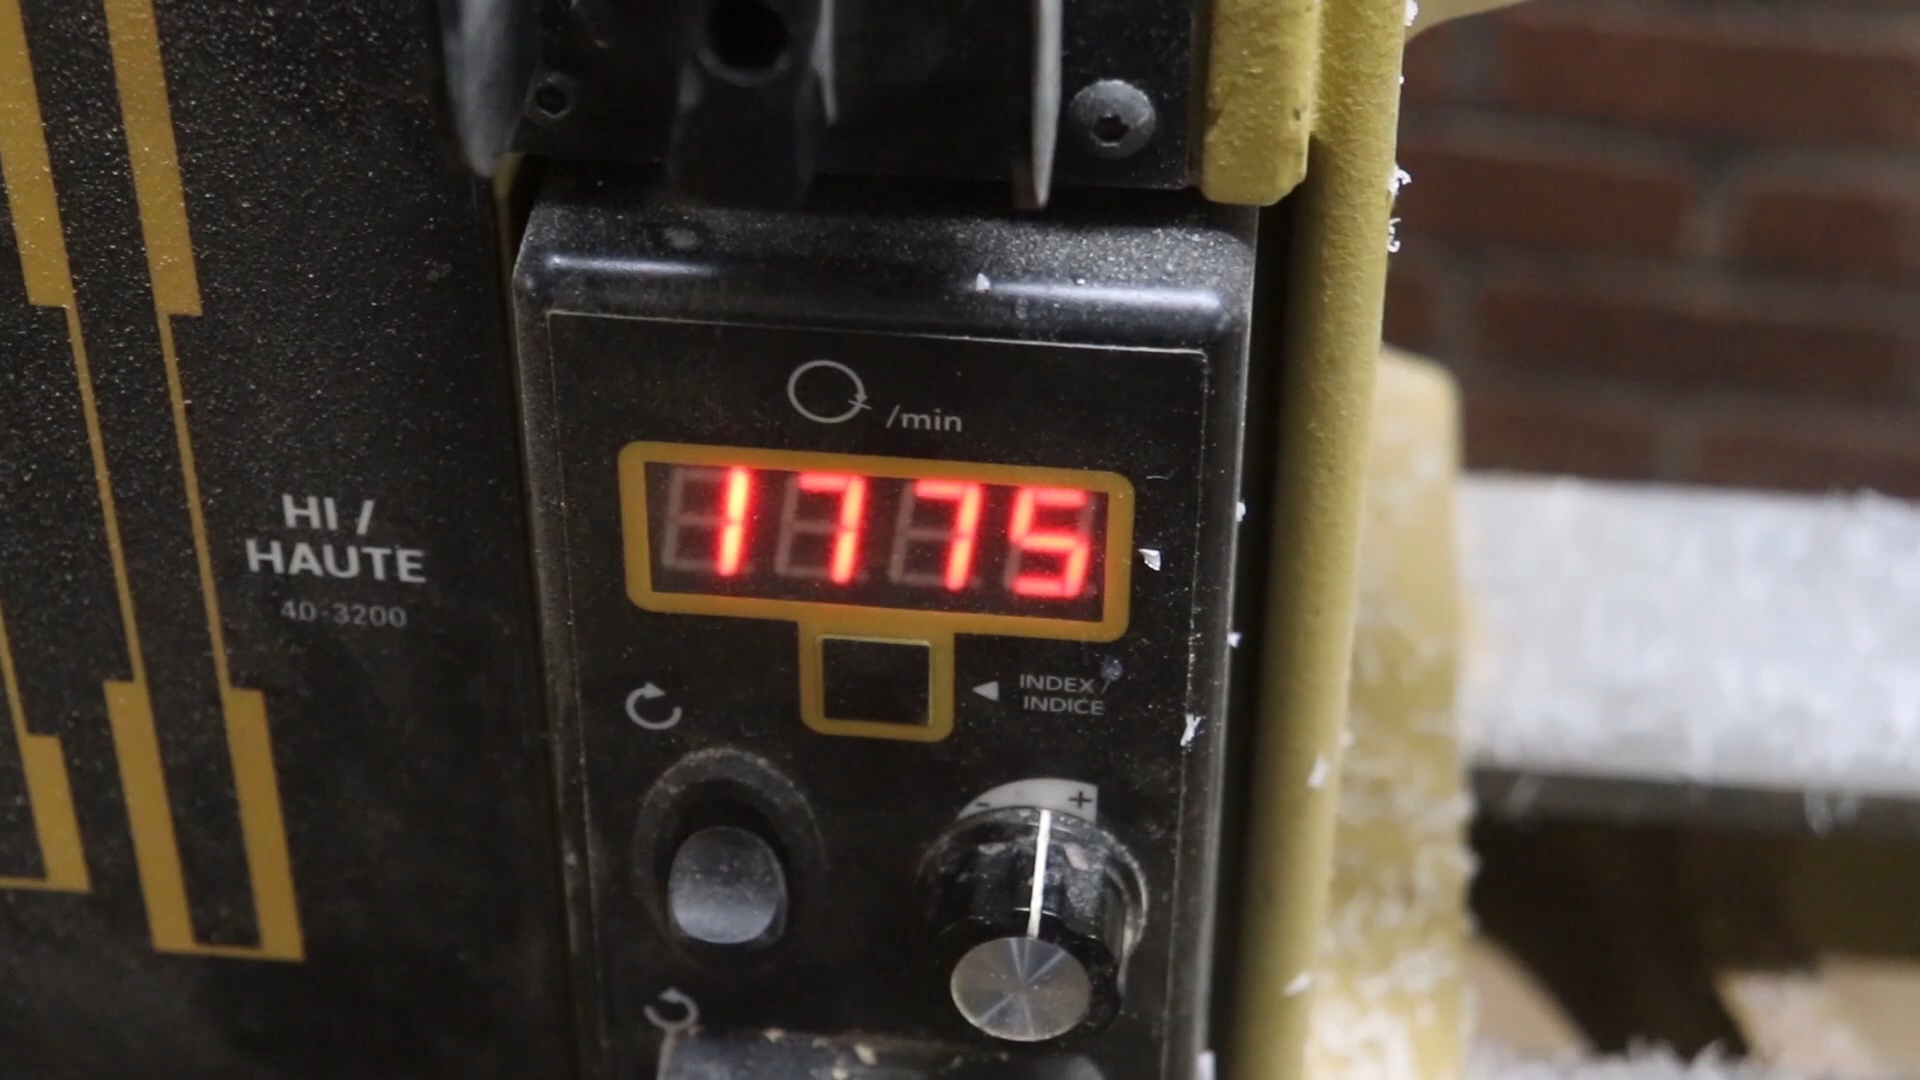 /min
1775
HI /
HAUTE
40-3200
INDEX /
INDICE
- +